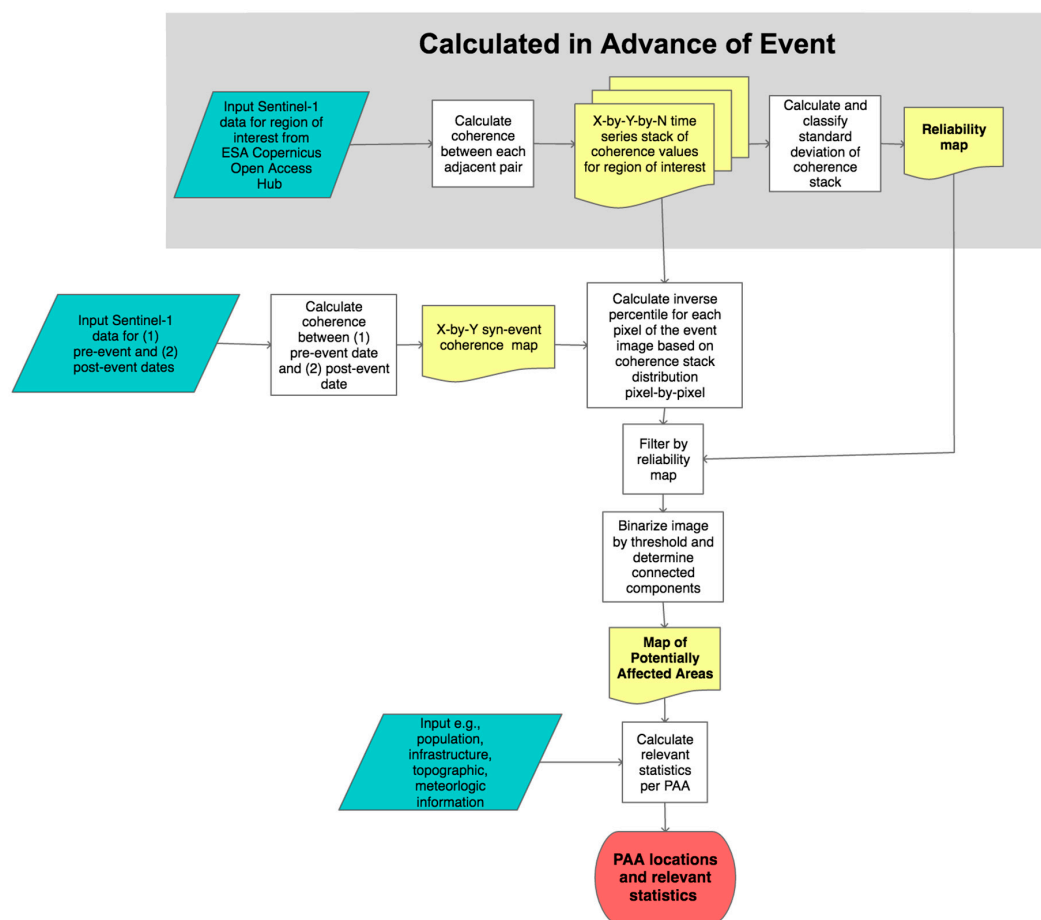 Calculated in Advance of Event
Input Sentinel-1
data for region of
interest from
ESA Copernicus
Open Access
Hub
Calculate
coherence
between each
adjacent pair
X-by-Y-by-N time
series stack of
coherence values
for region of interest
Calculate and
classify
standard
deviation of
coherence
stack
Reliability
map
Input Sentinel-1
data for (1)
pre-event and (2)
post-event dates
Calculate
coherence
between (1)
pre-event date
and (2) post-event
date
X-by-Y syn-event
coherence map
Calculate inverse
percentile for each
pixel of the event
image based on
coherence stack
distribution
pixel-by-pixel
Filter by
reliability
map
Binarize image
by threshold and
determine
connected
components
Map of
Potentially
Affected Areas
Input e.g.,
population,
infrastructure,
topographic,
meteorlogic
information
Calculate
relevant
statistics
per PAA
PAA locations
and relevant
statistics